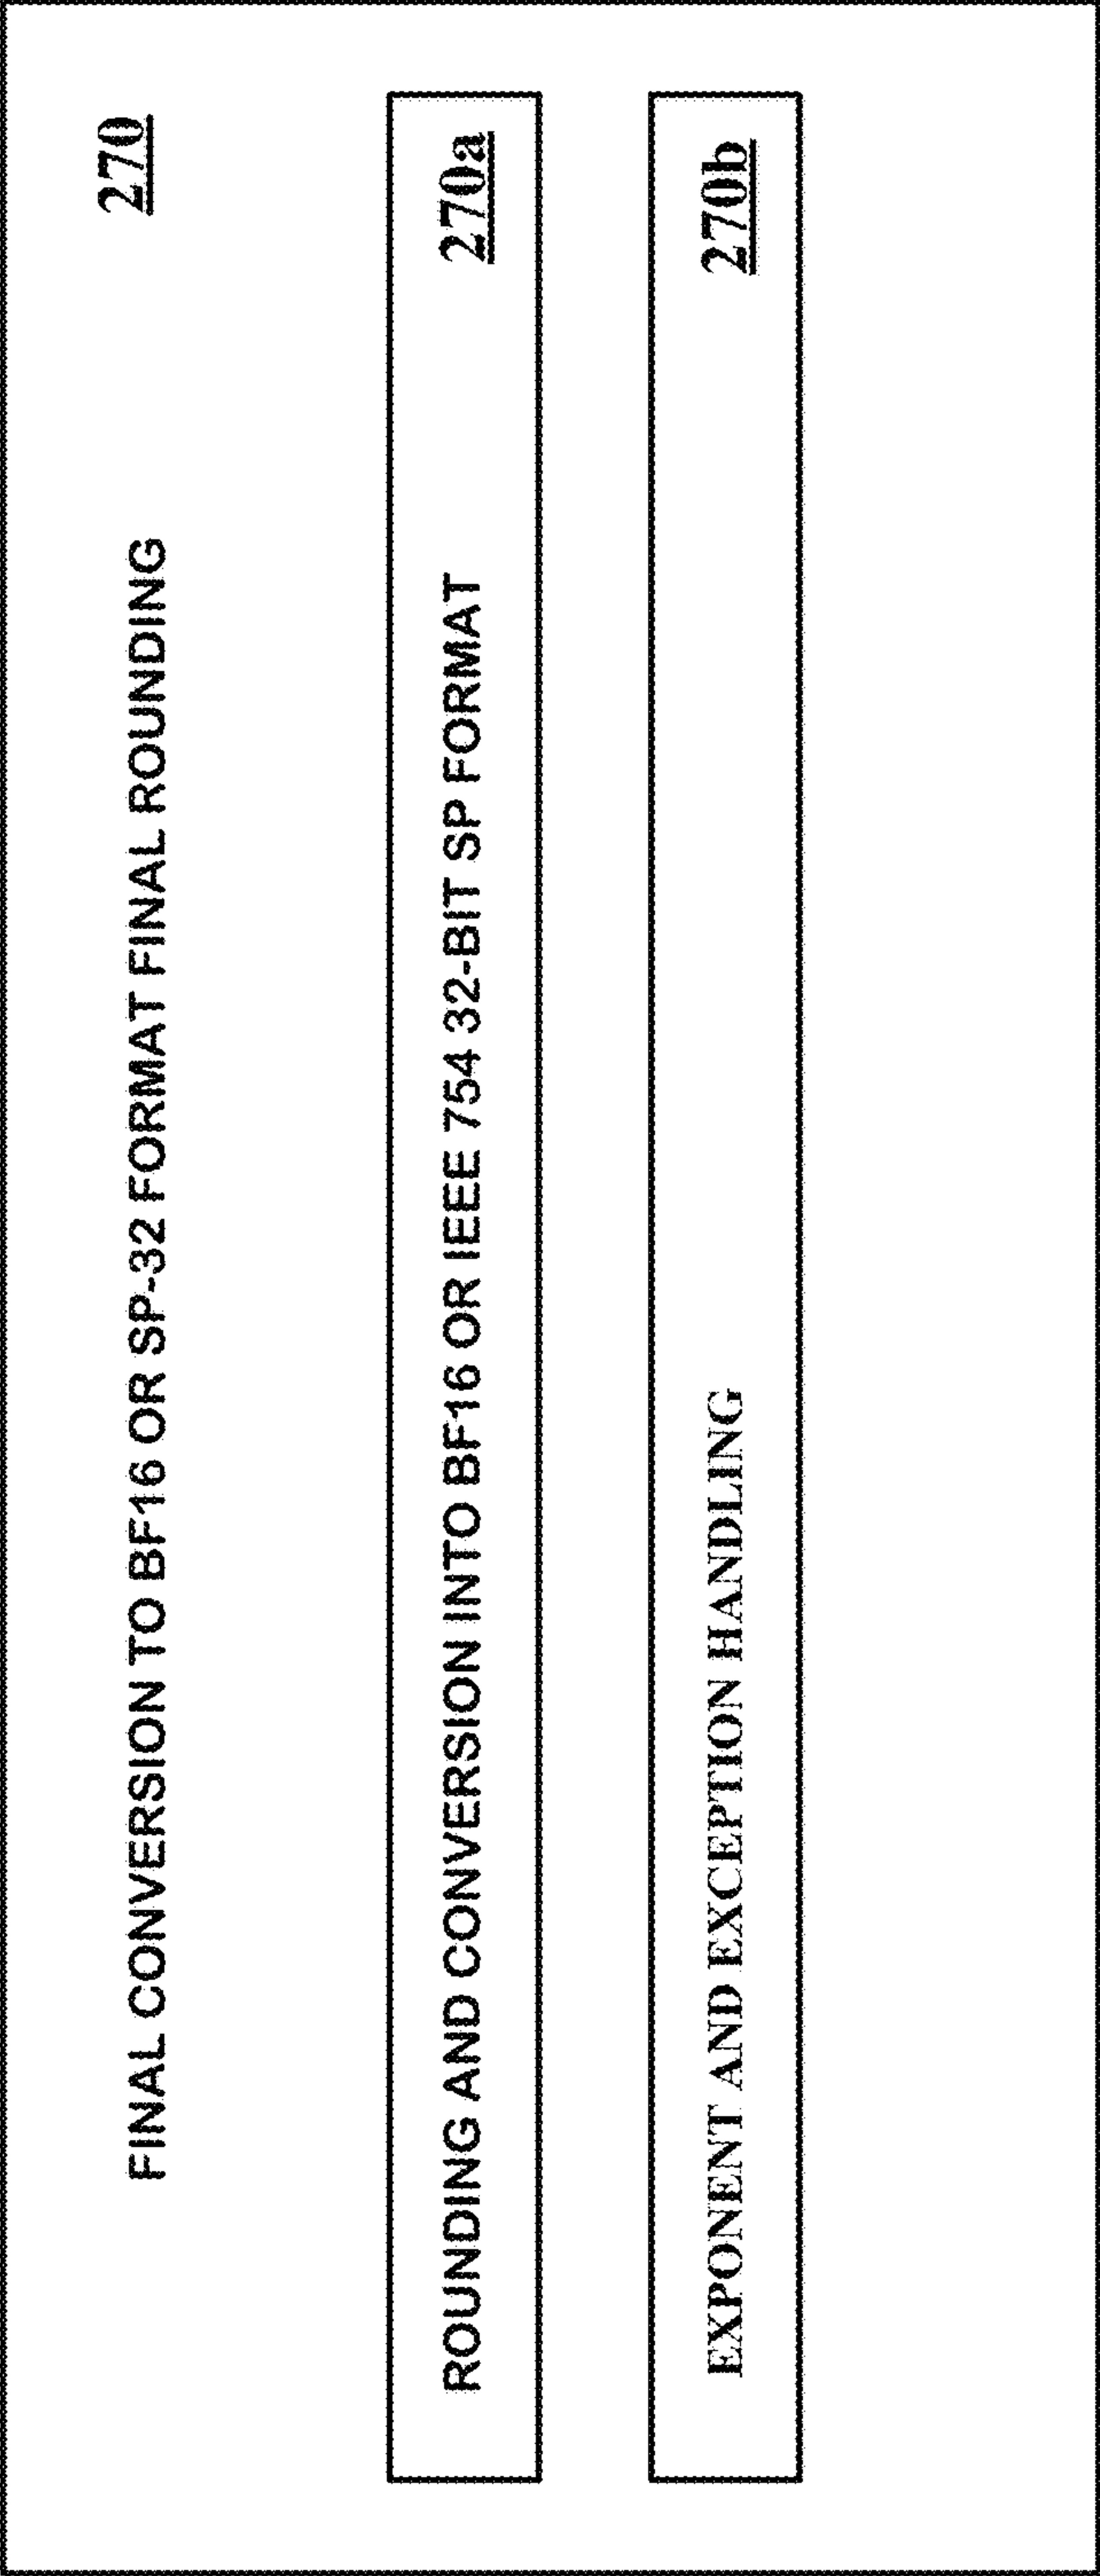 270
FINAL CONVERSION TO BF16 OR SP-32 FORMAT FINAL ROUNDING
ROUNDING AND CONVERSION INTO BF16 OR IEEE 754 32-BIT SP FORMAT 270a
EXPONENT AND EXCEPTION HANDLING 270b